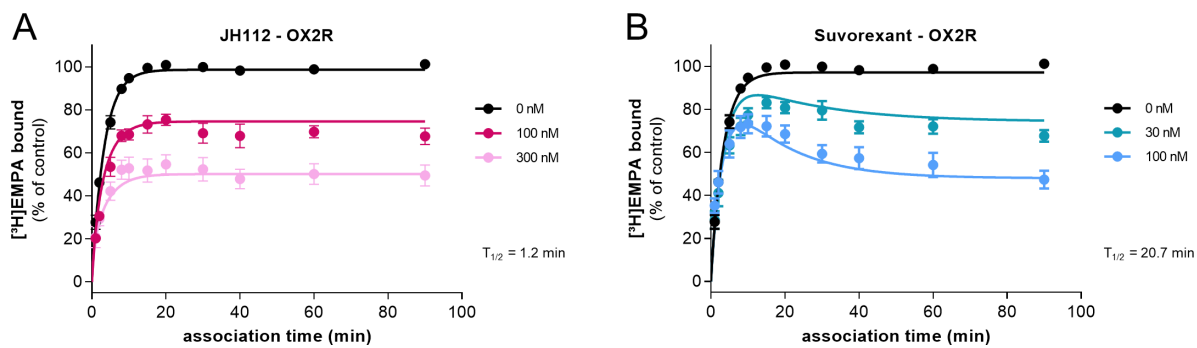 A
JH112 - OX2R
[³H]EMPA bound
(% of control)
100
80
60
40
20
0
0 20 40 60 80 100
association time (min)
0 nM
100 nM
300 nM
T1/2 = 1.2 min
B
Suvorexant - OX2R
[³H]EMPA bound
(% of control)
100
80
60
40
20
0
0 20 40 60 80 100
association time (min)
0 nM
30 nM
100 nM
T1/2 = 20.7 min